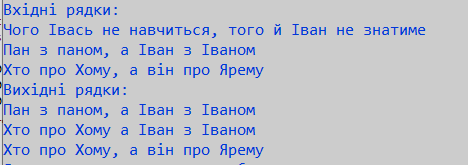 Вхідні рядки:
Чого Івась не навчиться, того й Іван не знатиме
Пан з паном, а Іван з Іваном
Хто про Хому, а він про Ярему
Вихідні рядки:
Пан з паном, а Іван з Іваном
Хто про Хому а Іван з Іваном
Хто про Хому, а він про Ярему